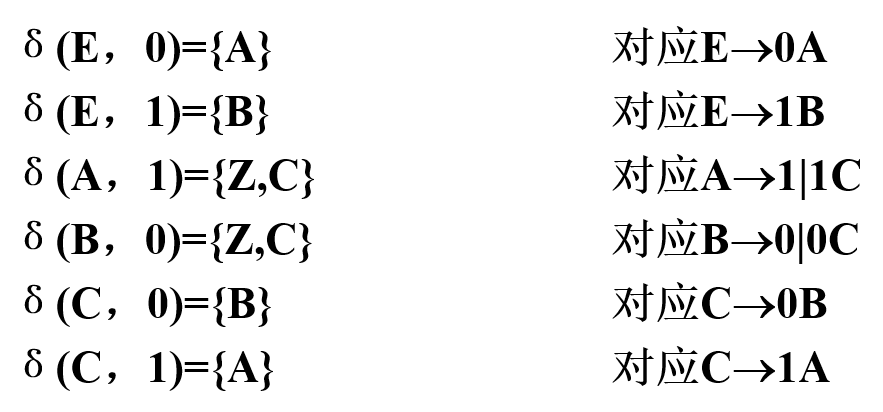 δ (E，0)={A} 对应E→0A
δ (E，1)={B} 对应E→1B
δ (A，1)={Z,C} 对应A→1|1C
δ (B，0)={Z,C} 对应B→0|0C
δ (C，0)={B} 对应C→0B
δ (C，1)={A} 对应C→1A